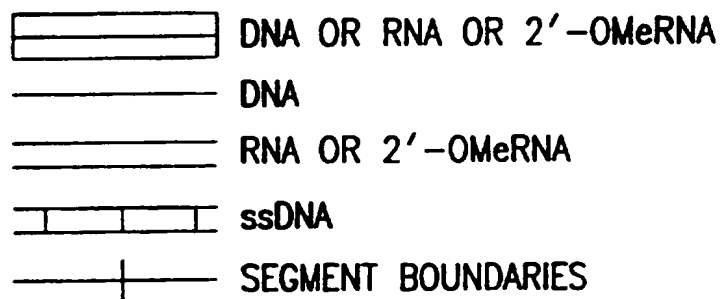 DNA OR RNA OR 2′-OMeRNA
DNA
RNA OR 2′-OMeRNA
ssDNA
SEGMENT BOUNDARIES